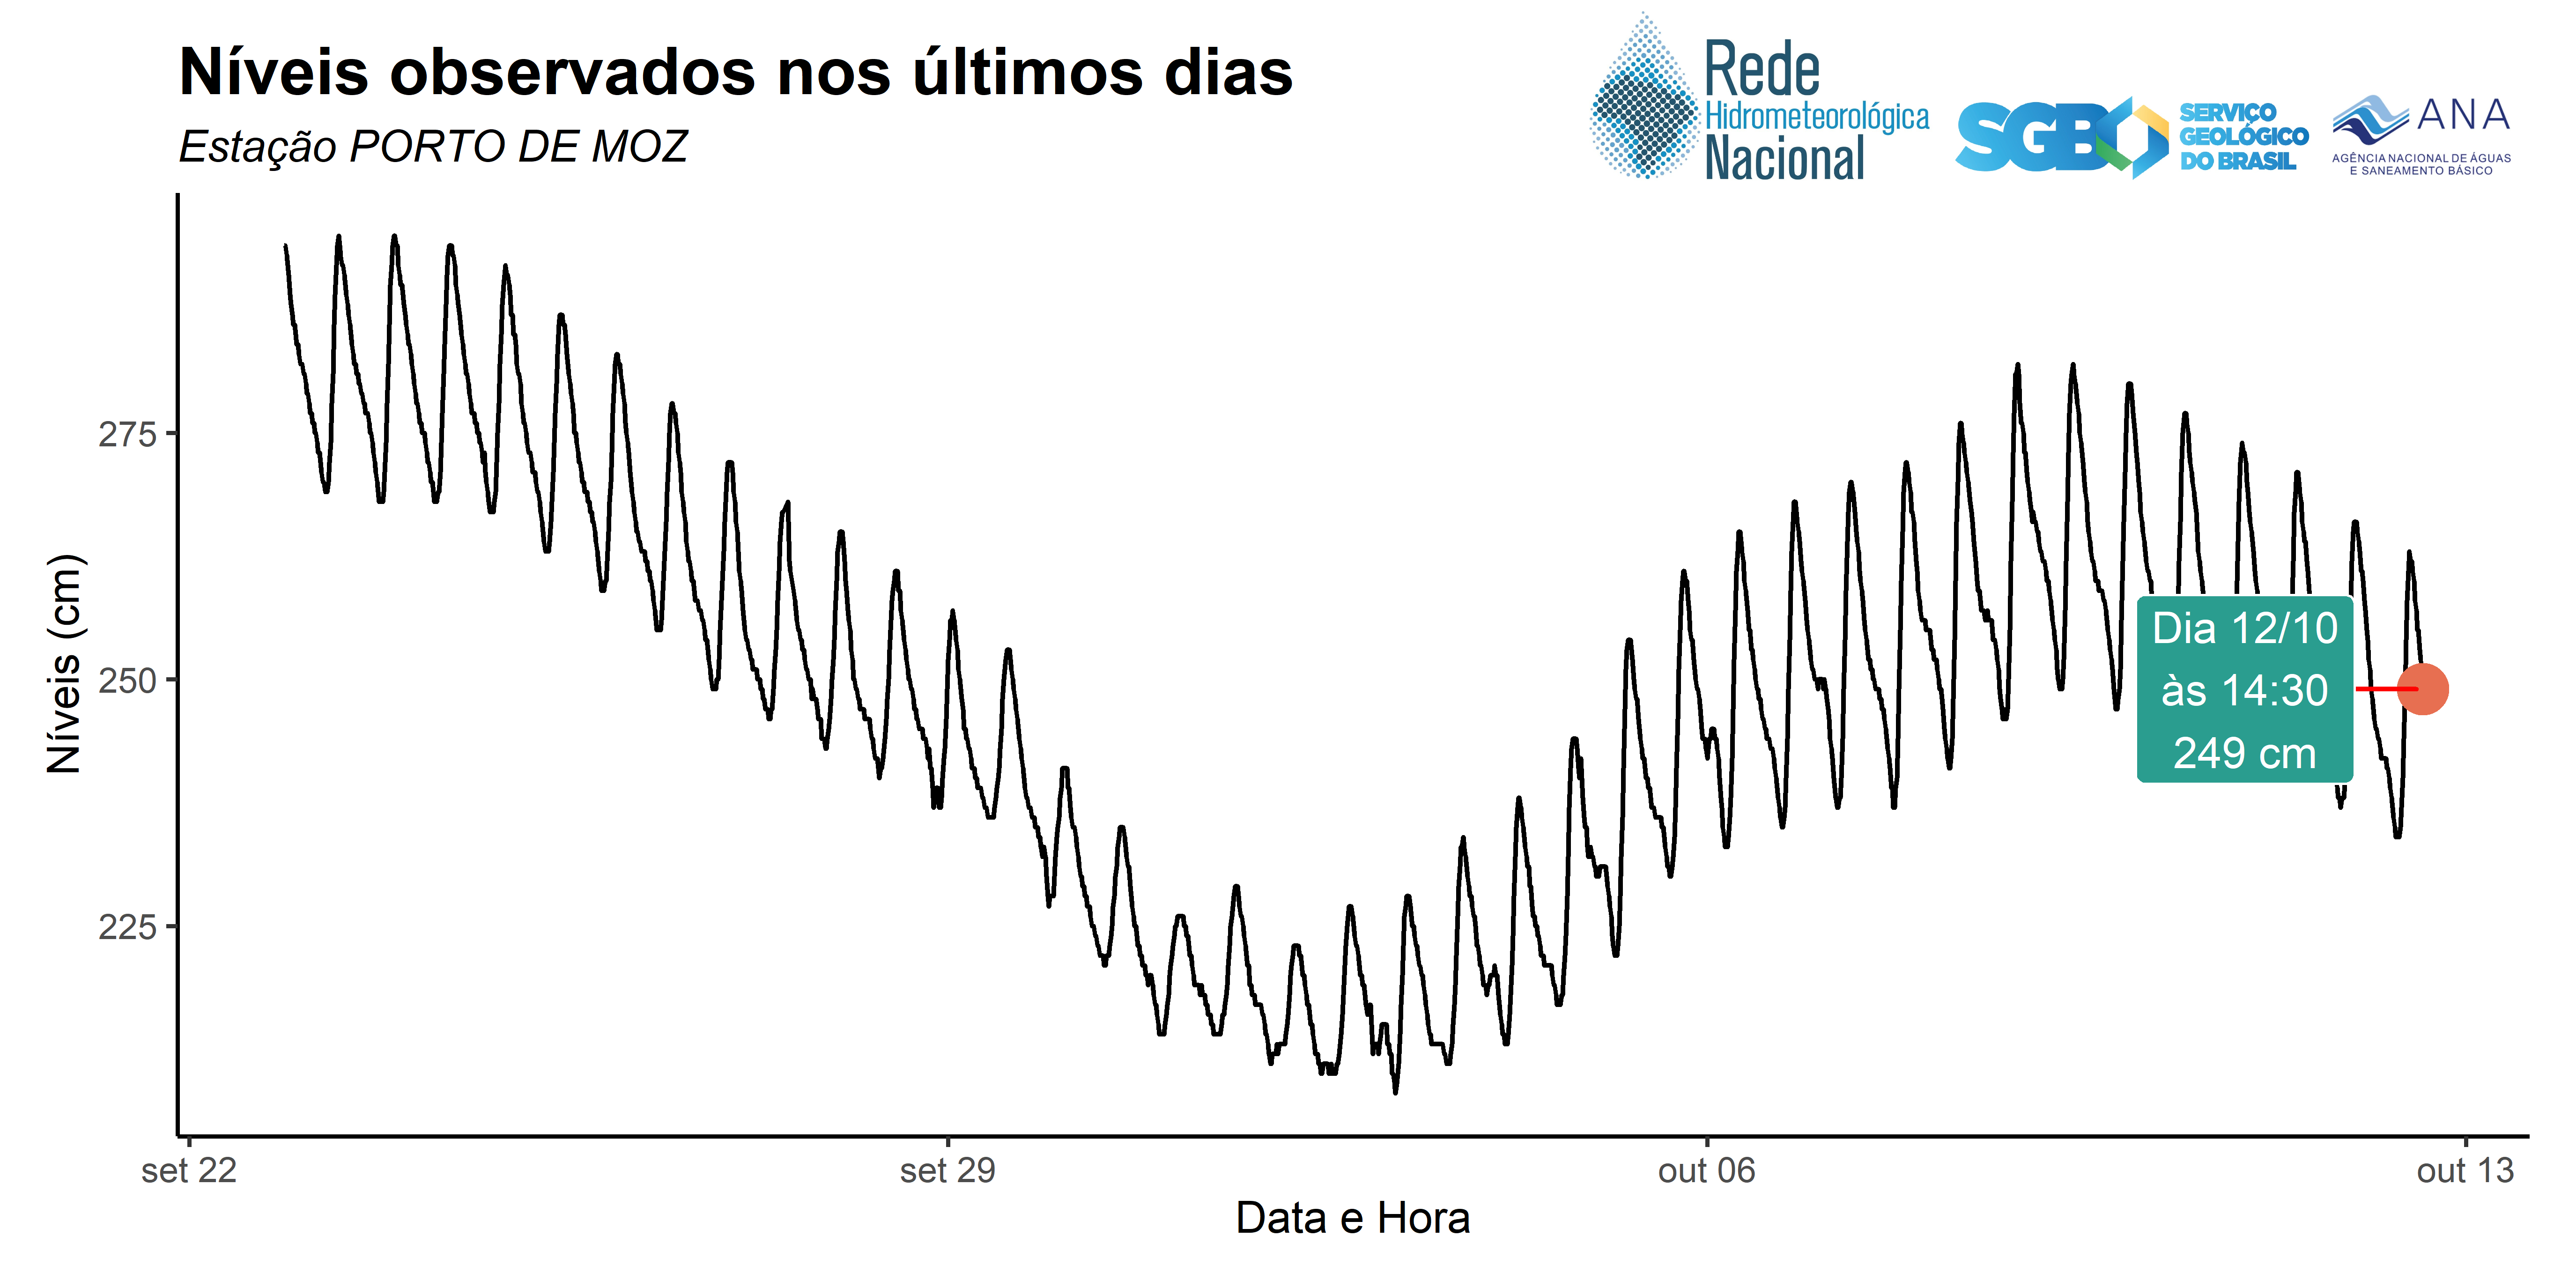 Níveis observados nos últimos dias
Estação PORTO DE MOZ
Rede
Hidrometeorológica
Nacional
SGB
SERVIÇO
GEOLÓGICO
DO BRASIL
ANA
AGÊNCIA NACIONAL DE ÁGUAS
E SANEAMENTO BÁSICO
Níveis (cm)
275
250
225
Dia 12/10
às 14:30
249 cm
set 22
set 29
out 06
out 13
Data e Hora